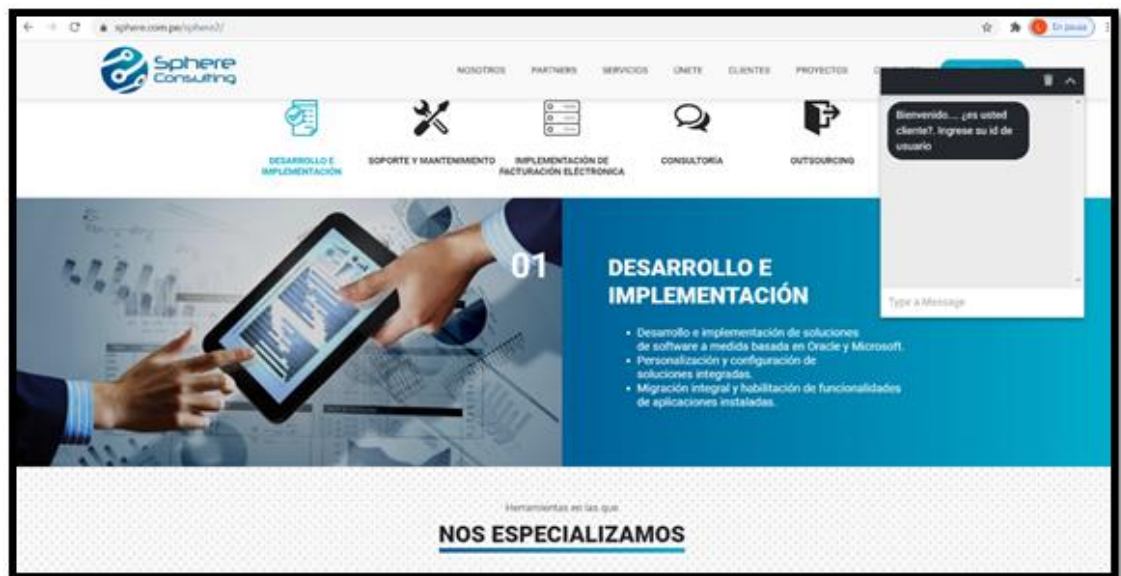 sphere.com.pe/sphere2/
En pausa
Sphere
Consulting
NOSOTROS PARTNERS SERVICIOS ÚNETE CLIENTES PROYECTOS
Bienvenido.... ¿es usted
cliente?. Ingrese su id de
usuario
DESARROLLO E
IMPLEMENTACIÓN
SOPORTE Y MANTENIMIENTO
IMPLEMENTACIÓN DE
FACTURACIÓN ELECTRONICA
CONSULTORÍA
OUTSOURCING
01
DESARROLLO E
IMPLEMENTACIÓN
Type a Message
• Desarrollo e implementación de soluciones
de software a medida basada en Oracle y Microsoft.
• Personalización y configuración de
soluciones integradas.
• Migración integral y habilitación de funcionalidades
de aplicaciones instaladas.
Herramientas en las que
NOS ESPECIALIZAMOS